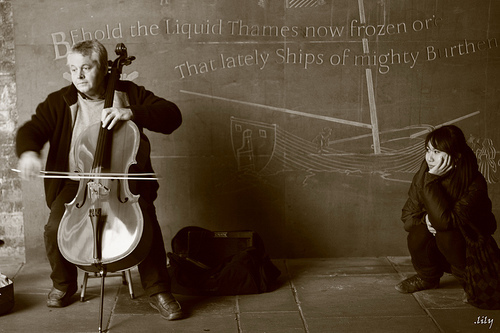 Behold the Liquid Thames now frozen o'r
That lately Ships of mighty Burthen
.lily